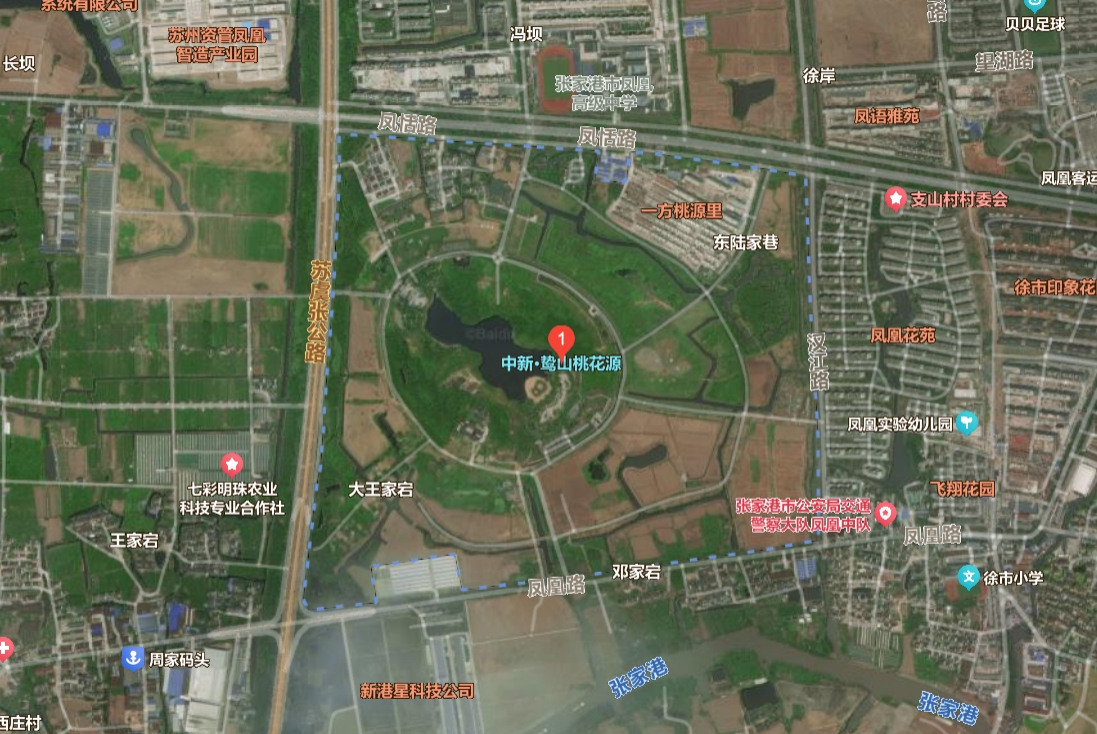 系统有限公司
苏州资管凤凰
智造产业园
长坝
冯坝
张家港市凤凰
高级中学
路
贝贝足球
望湖路
徐岸
凤语雅苑
凤恬路
凤恬路
凤凰客运
支山村村委会
一方桃源里
东陆家巷
苏虞张公路
徐市印象花
凤凰花苑
汉江路
©Baidu
1
中新·鸷山桃花源
凤凰实验幼儿园
七彩明珠农业
科技专业合作社
大王家宕
飞翔花园
张家港市公安局交通
警察大队凤凰中队
凤凰路
王家宕
邓家宕
凤凰路
文
徐市小学
周家码头
张家港
新港星科技公司
张家港
西庄村